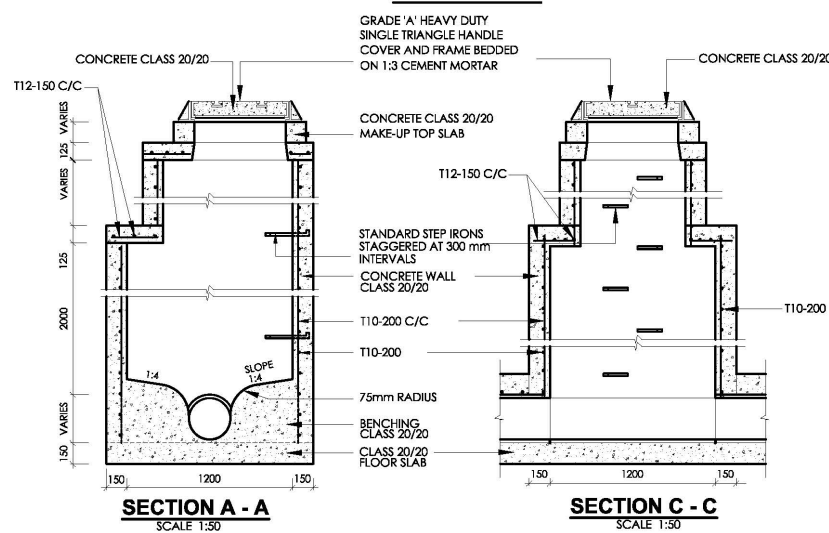 GRADE 'A' HEAVY DUTY
SINGLE TRIANGLE HANDLE
COVER AND FRAME BEDDED
ON 1:3 CEMENT MORTAR
CONCRETE CLASS 20/20
CONCRETE CLASS 20/20
T12-150 C/C
VARIES
125
VARIES
125
2000
VARIES
150
CONCRETE CLASS 20/20
MAKE-UP TOP SLAB
T12-150 C/C
STANDARD STEP IRONS
STAGGERED AT 300 mm
INTERVALS
CONCRETE WALL
CLASS 20/20
T10-200 C/C
T10-200
T10-200
1:4
SLOPE
1:4
75mm RADIUS
BENCHING
CLASS 20/20
CLASS 20/20
FLOOR SLAB
150
1200
150
150
1200
150
SECTION A - A
SCALE 1:50
SECTION C - C
SCALE 1:50